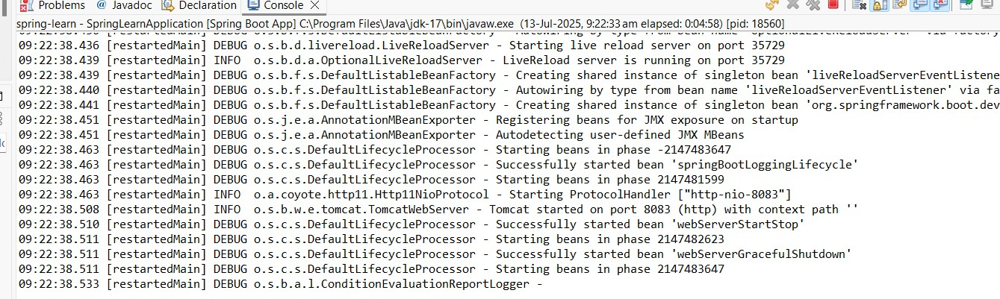 Problems @ Javadoc Declaration Console
spring-learn - SpringLearnApplication [Spring Boot App] C:\Program Files\Java\jdk-17\bin\javaw.exe (13-Jul-2025, 9:22:33 am elapsed: 0:04:58) [pid: 18560]
09:22:38.436 [restartedMain] DEBUG o.s.b.d.livereload.LiveReloadServer - Starting live reload server on port 35729
09:22:38.439 [restartedMain] INFO  o.s.b.d.a.OptionalLiveReloadServer - LiveReload server is running on port 35729
09:22:38.439 [restartedMain] DEBUG o.s.b.f.s.DefaultListableBeanFactory - Creating shared instance of singleton bean 'liveReloadServerEventListene
09:22:38.440 [restartedMain] DEBUG o.s.b.f.s.DefaultListableBeanFactory - Autowiring by type from bean name 'liveReloadServerEventListener' via fa
09:22:38.441 [restartedMain] DEBUG o.s.b.f.s.DefaultListableBeanFactory - Creating shared instance of singleton bean 'org.springframework.boot.dev
09:22:38.451 [restartedMain] DEBUG o.s.j.e.a.AnnotationMBeanExporter - Registering beans for JMX exposure on startup
09:22:38.451 [restartedMain] DEBUG o.s.j.e.a.AnnotationMBeanExporter - Autodetecting user-defined JMX MBeans
09:22:38.463 [restartedMain] DEBUG o.s.c.s.DefaultLifecycleProcessor - Starting beans in phase -2147483647
09:22:38.463 [restartedMain] DEBUG o.s.c.s.DefaultLifecycleProcessor - Successfully started bean 'springBootLoggingLifecycle'
09:22:38.463 [restartedMain] DEBUG o.s.c.s.DefaultLifecycleProcessor - Starting beans in phase 2147481599
09:22:38.463 [restartedMain] INFO  o.a.coyote.http11.Http11NioProtocol - Starting ProtocolHandler ["http-nio-8083"]
09:22:38.508 [restartedMain] INFO  o.s.b.w.e.tomcat.TomcatWebServer - Tomcat started on port 8083 (http) with context path ''
09:22:38.510 [restartedMain] DEBUG o.s.c.s.DefaultLifecycleProcessor - Successfully started bean 'webServerStartStop'
09:22:38.511 [restartedMain] DEBUG o.s.c.s.DefaultLifecycleProcessor - Starting beans in phase 2147482623
09:22:38.511 [restartedMain] DEBUG o.s.c.s.DefaultLifecycleProcessor - Successfully started bean 'webServerGracefulShutdown'
09:22:38.511 [restartedMain] DEBUG o.s.c.s.DefaultLifecycleProcessor - Starting beans in phase 2147483647
09:22:38.533 [restartedMain] DEBUG o.s.b.a.l.ConditionEvaluationReportLogger -